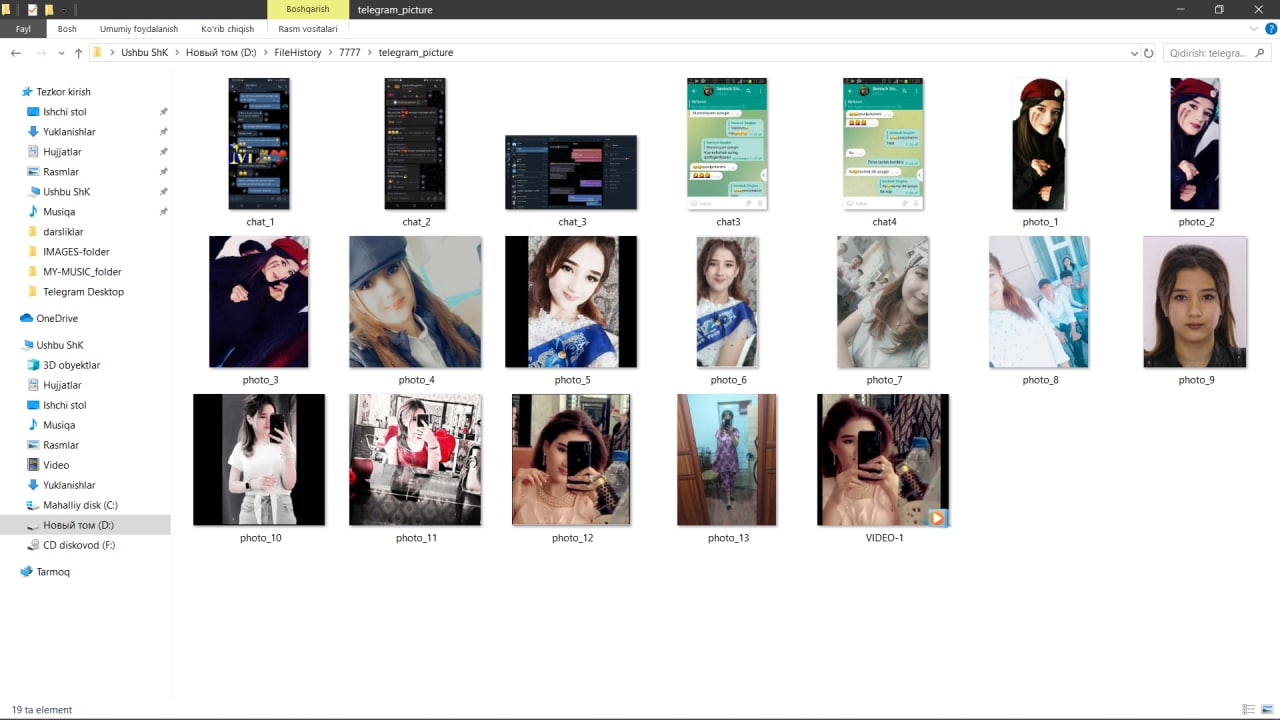 Boshqarish
telegram_picture
Fayl
Bosh
Umumiy foydalanish
Ko'rib chiqish
Rasm vositalari
Ushbu ShK
Новый том (D:)
FileHistory
7777
telegram_picture
Qidirish: telegra...
Tezkor kirish
Ishchi stol
Yuklanishlar
Hujjatlar
Rasmlar
Ushbu ShK
Musiqa
darsliklar
IMAGES-folder
MY-MUSIC_folder
Telegram Desktop
OneDrive
Ushbu ShK
3D obyektlar
Hujjatlar
Ishchi stol
Musiqa
Rasmlar
Video
Yuklanishlar
Mahalliy disk (C:)
Новый том (D:)
CD diskovod (F:)
Tarmoq
chat_1
chat_2
chat_3
chat3
chat4
photo_1
photo_2
photo_3
photo_4
photo_5
photo_6
photo_7
photo_8
photo_9
photo_10
photo_11
photo_12
photo_13
VIDEO-1
19 ta element